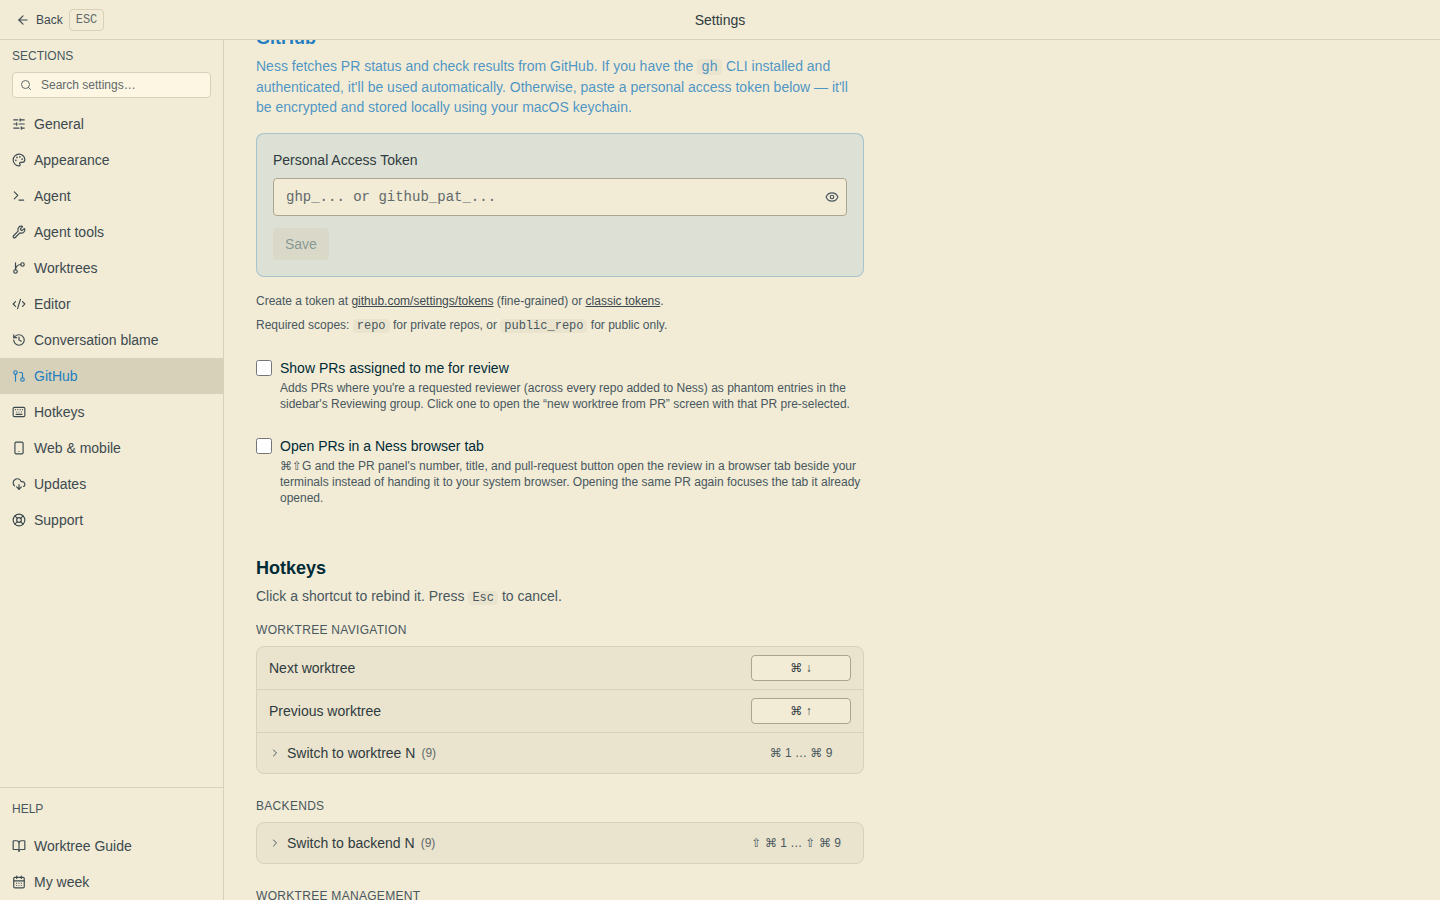 Back ESC
Settings
SECTIONS
Search settings…
General
Appearance
Agent
Agent tools
Worktrees
Editor
Conversation blame
GitHub
Hotkeys
Web & mobile
Updates
Support
HELP
Worktree Guide
My week
GitHub
Ness fetches PR status and check results from GitHub. If you have the gh CLI installed and
authenticated, it'll be used automatically. Otherwise, paste a personal access token below — it'll
be encrypted and stored locally using your macOS keychain.
Personal Access Token
ghp_... or github_pat_...
Save
Create a token at github.com/settings/tokens (fine-grained) or classic tokens.
Required scopes: repo for private repos, or public_repo for public only.
Show PRs assigned to me for review
Adds PRs where you're a requested reviewer (across every repo added to Ness) as phantom entries in the
sidebar's Reviewing group. Click one to open the “new worktree from PR” screen with that PR pre-selected.
Open PRs in a Ness browser tab
⌘⇧G and the PR panel's number, title, and pull-request button open the review in a browser tab beside your
terminals instead of handing it to your system browser. Opening the same PR again focuses the tab it already
opened.
Hotkeys
Click a shortcut to rebind it. Press Esc to cancel.
WORKTREE NAVIGATION
Next worktree ⌘ ↓
Previous worktree ⌘ ↑
Switch to worktree N (9) ⌘ 1 … ⌘ 9
BACKENDS
Switch to backend N (9) ⇧ ⌘ 1 … ⇧ ⌘ 9
WORKTREE MANAGEMENT